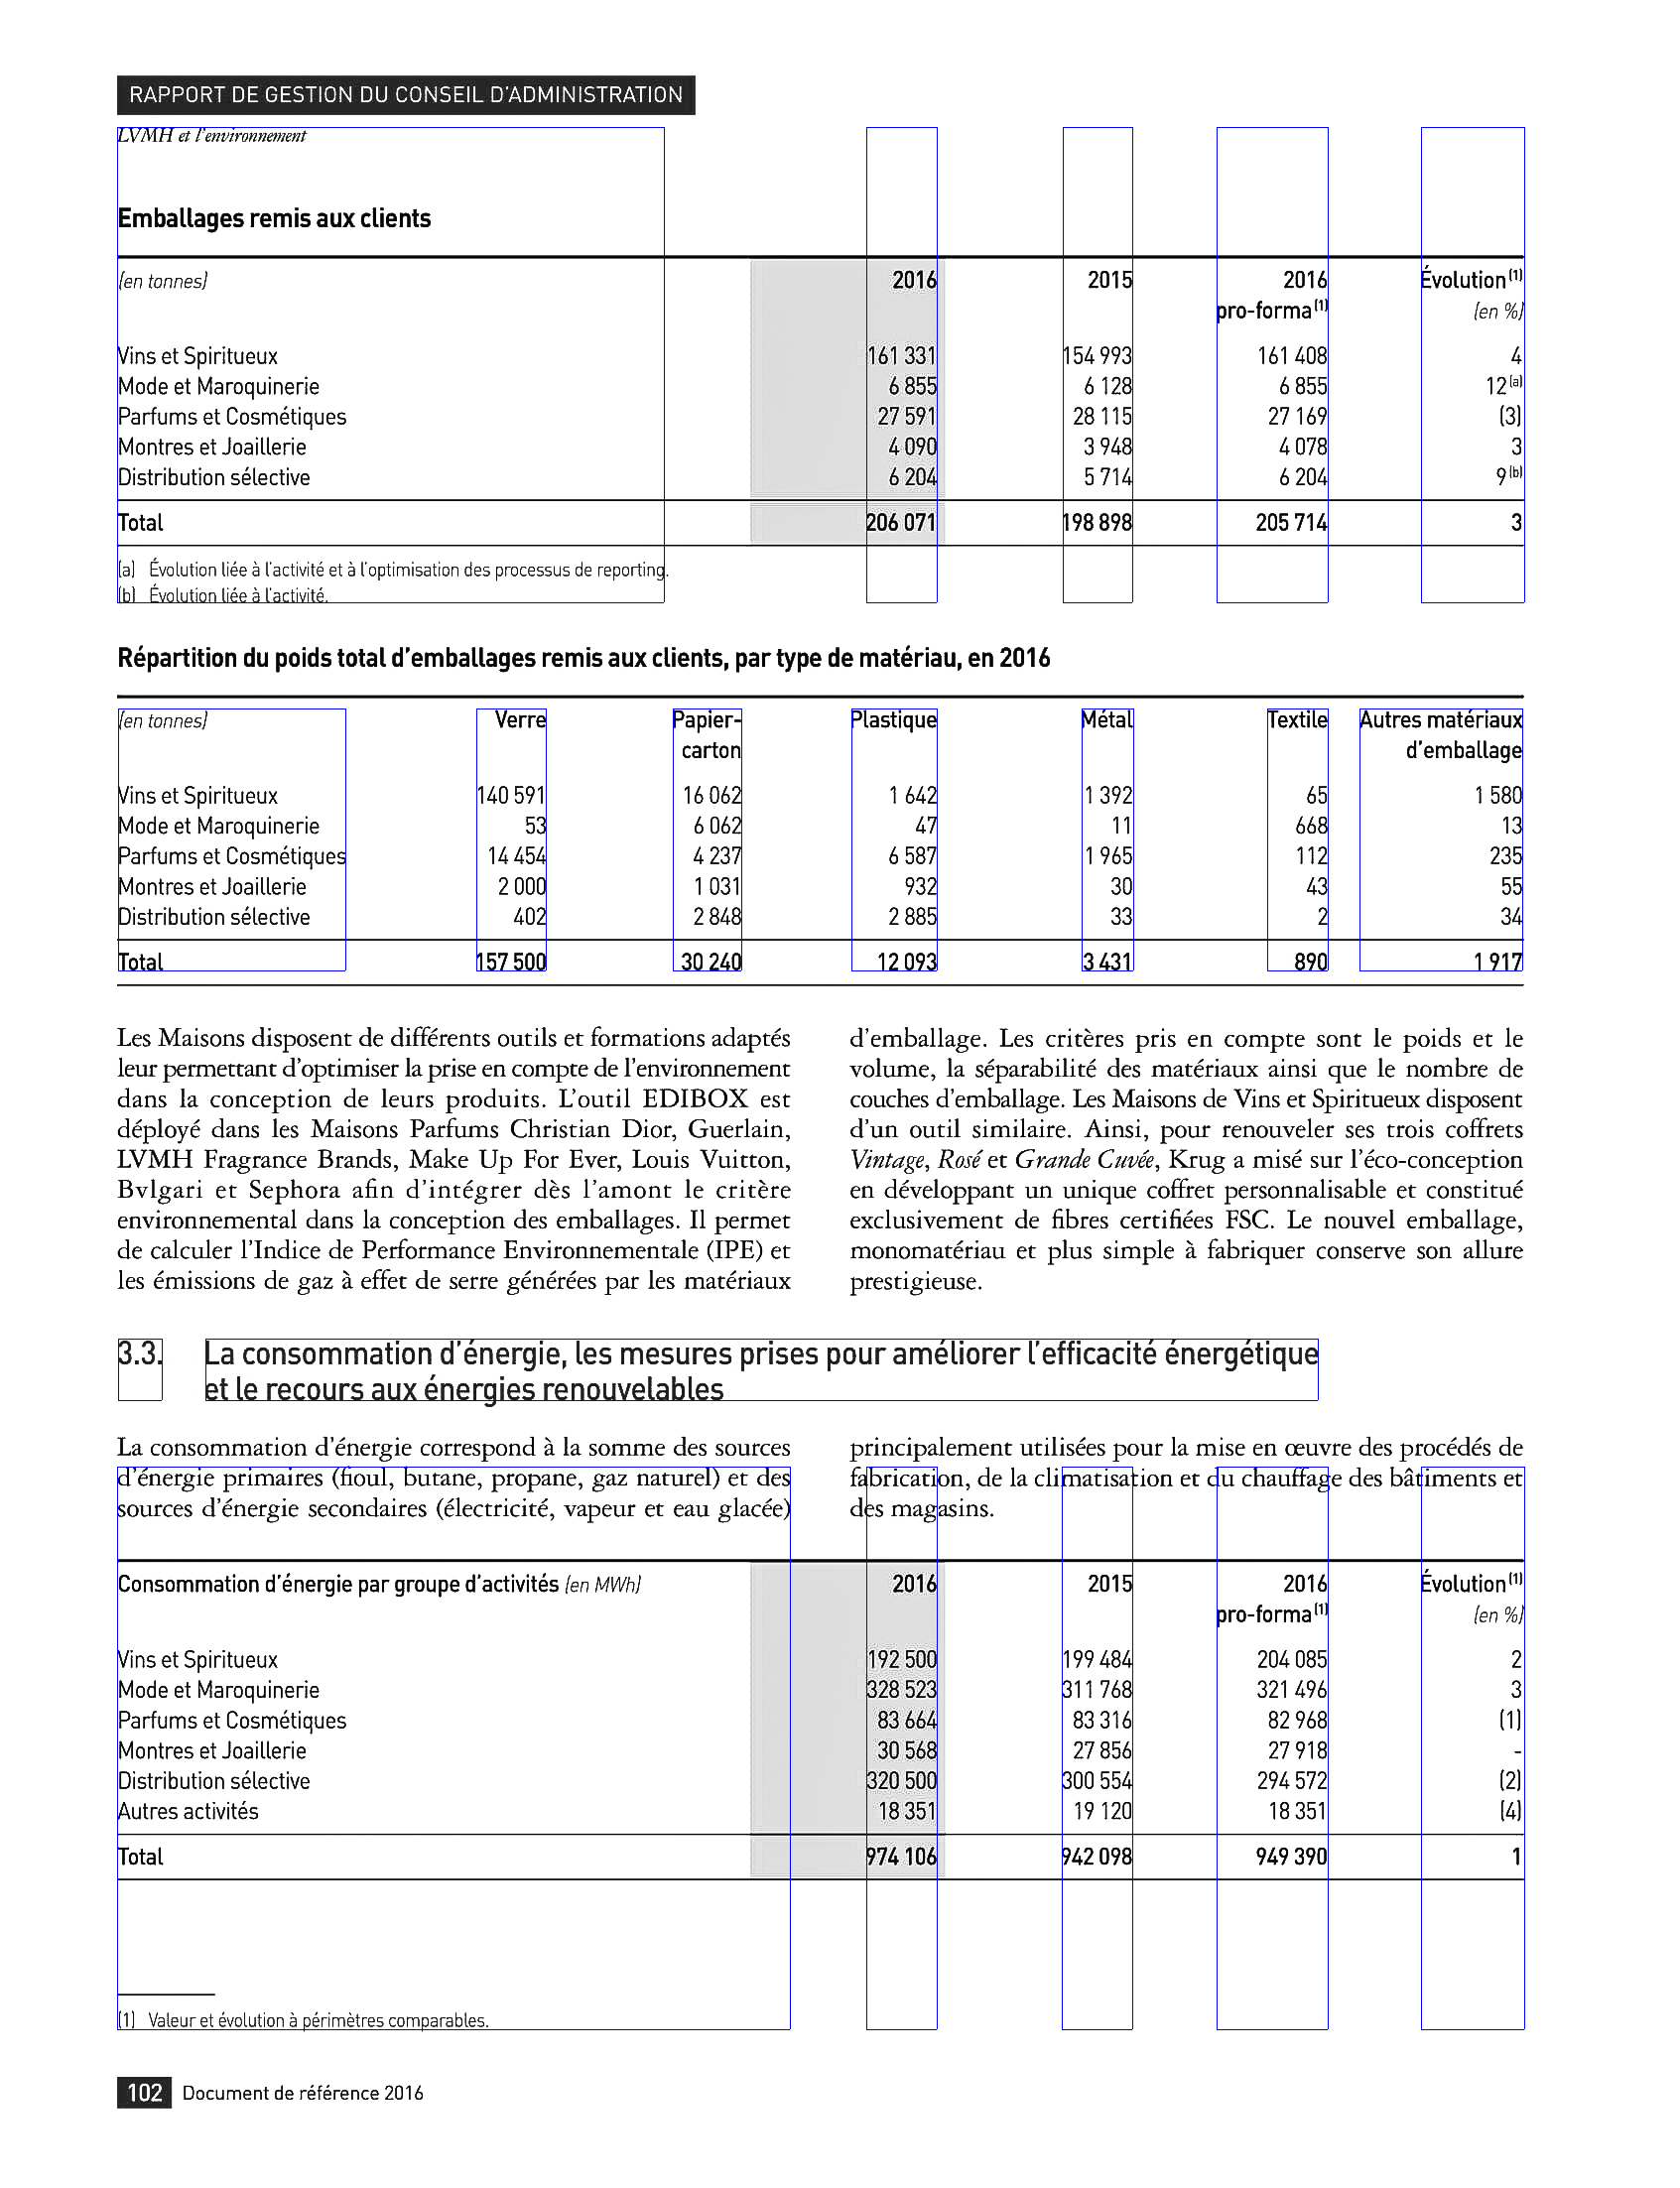 RAPPORT DE GESTION DU CONSEIL D'ADMINISTRATION
LVMH et l'environnement
Emballages remis aux clients
(en tonnes) 2016 2015 2016 Évolution (1)
pro-forma (1) (en %)
Vins et Spiritueux 161 331 154 993 161 408 4
Mode et Maroquinerie 6 855 6 128 6 855 12 (a)
Parfums et Cosmétiques 27 591 28 115 27 169 (3)
Montres et Joaillerie 4 090 3 948 4 078 3
Distribution sélective 6 204 5 714 6 204 9 (b)
Total 206 071 198 898 205 714 3
(a) Évolution liée à l'activité et à l'optimisation des processus de reporting.
(b) Évolution liée à l'activité.
Répartition du poids total d'emballages remis aux clients, par type de matériau, en 2016
(en tonnes) Verre Papier- Plastique Métal Textile Autres matériaux
carton d'emballage
Vins et Spiritueux 140 591 16 062 1 642 1 392 65 1 580
Mode et Maroquinerie 53 6 062 47 11 668 13
Parfums et Cosmétiques 14 454 4 237 6 587 1 965 112 235
Montres et Joaillerie 2 000 1 031 932 30 43 55
Distribution sélective 402 2 848 2 885 33 2 34
Total 157 500 30 240 12 093 3 431 890 1 917
Les Maisons disposent de différents outils et formations adaptés
leur permettant d'optimiser la prise en compte de l'environnement
dans la conception de leurs produits. L'outil EDIBOX est
déployé dans les Maisons Parfums Christian Dior, Guerlain,
LVMH Fragrance Brands, Make Up For Ever, Louis Vuitton,
Bvlgari et Sephora afin d'intégrer dès l'amont le critère
environnemental dans la conception des emballages. Il permet
de calculer l'Indice de Performance Environnementale (IPE) et
les émissions de gaz à effet de serre générées par les matériaux
d'emballage. Les critères pris en compte sont le poids et le
volume, la séparabilité des matériaux ainsi que le nombre de
couches d'emballage. Les Maisons de Vins et Spiritueux disposent
d'un outil similaire. Ainsi, pour renouveler ses trois coffrets
Vintage, Rosé et Grande Cuvée, Krug a misé sur l'éco-conception
en développant un unique coffret personnalisable et constitué
exclusivement de fibres certifiées FSC. Le nouvel emballage,
monomatériau et plus simple à fabriquer conserve son allure
prestigieuse.
3.3. La consommation d'énergie, les mesures prises pour améliorer l'efficacité énergétique
et le recours aux énergies renouvelables
La consommation d'énergie correspond à la somme des sources
d'énergie primaires (fioul, butane, propane, gaz naturel) et des
sources d'énergie secondaires (électricité, vapeur et eau glacée)
principalement utilisées pour la mise en œuvre des procédés de
fabrication, de la climatisation et du chauffage des bâtiments et
des magasins.
Consommation d'énergie par groupe d'activités (en MWh) 2016 2015 2016 Évolution (1)
pro-forma (1) (en %)
Vins et Spiritueux 192 500 199 484 204 085 2
Mode et Maroquinerie 328 523 311 768 321 496 3
Parfums et Cosmétiques 83 664 83 316 82 968 (1)
Montres et Joaillerie 30 568 27 856 27 918 -
Distribution sélective 320 500 300 554 294 572 (2)
Autres activités 18 351 19 120 18 351 (4)
Total 974 106 942 098 949 390 1
(1) Valeur et évolution à périmètres comparables.
102 Document de référence 2016